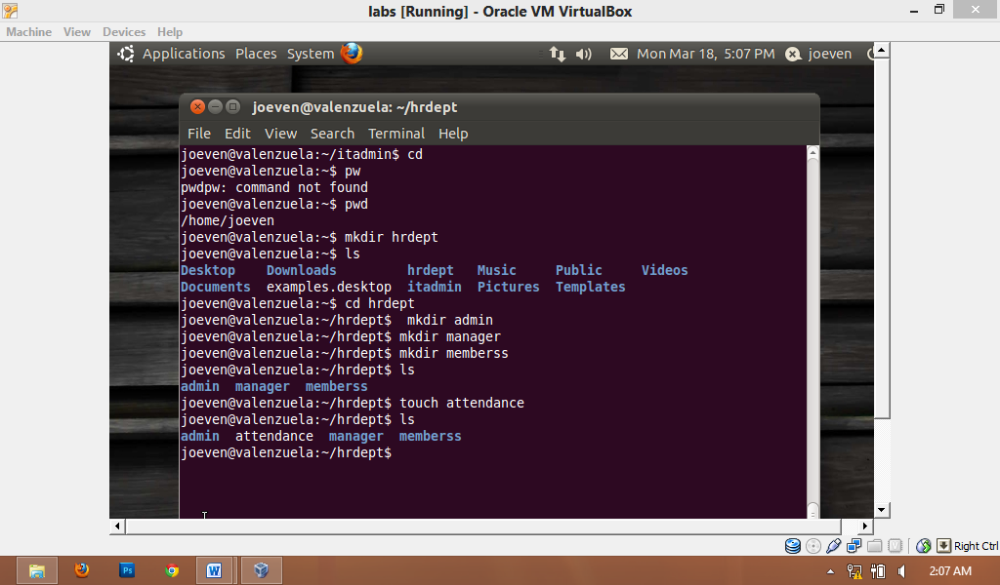 labs [Running] - Oracle VM VirtualBox
Machine View Devices Help
Applications Places System Mon Mar 18, 5:07 PM joeven
joeven@valenzuela: ~/hrdept
File Edit View Search Terminal Help
joeven@valenzuela:~/itadmin$ cd
joeven@valenzuela:~$ pw
pwdpw: command not found
joeven@valenzuela:~$ pwd
/home/joeven
joeven@valenzuela:~$ mkdir hrdept
joeven@valenzuela:~$ ls
Desktop Downloads hrdept Music Public Videos
Documents examples.desktop itadmin Pictures Templates
joeven@valenzuela:~$ cd hrdept
joeven@valenzuela:~/hrdept$  mkdir admin
joeven@valenzuela:~/hrdept$ mkdir manager
joeven@valenzuela:~/hrdept$ mkdir memberss
joeven@valenzuela:~/hrdept$ ls
admin manager memberss
joeven@valenzuela:~/hrdept$ touch attendance
joeven@valenzuela:~/hrdept$ ls
admin attendance manager memberss
joeven@valenzuela:~/hrdept$
Right Ctrl
Ps W 2:07 AM